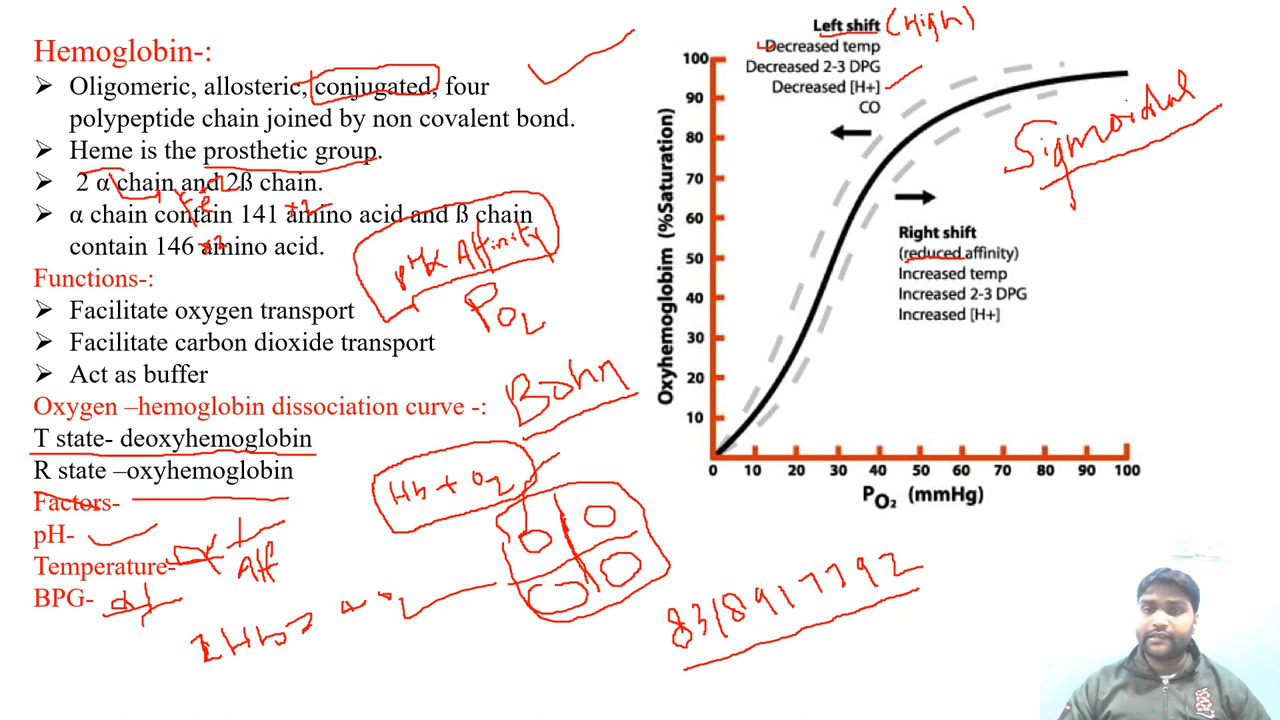 Hemoglobin-:
Oligomeric, allosteric, conjugated, four
polypeptide chain joined by non covalent bond.
Heme is the prosthetic group.
2 α chain and 2ß chain.
Fe
α chain contain 141 amino acid and ß chain
×2
contain 146 amino acid.
×2
pH ∝ Affinity
PO2
Functions-:
Facilitate oxygen transport
Facilitate carbon dioxide transport
Act as buffer
Bohr
Oxygen –hemoglobin dissociation curve -:
T state- deoxyhemoglobin
R state –oxyhemoglobin
Hb + O2
Factors-
pH-
Temperature-
Aff
BPG-
8318917792
Left shift (High)
Decreased temp
Decreased 2-3 DPG
Decreased [H+]
CO
Sigmoidal
Right shift
(reduced affinity)
Increased temp
Increased 2-3 DPG
Increased [H+]
Oxyhemoglobim (%Saturation)
100
90
80
70
60
50
40
30
20
10
0 10 20 30 40 50 60 70 80 90 100
PO2 (mmHg)